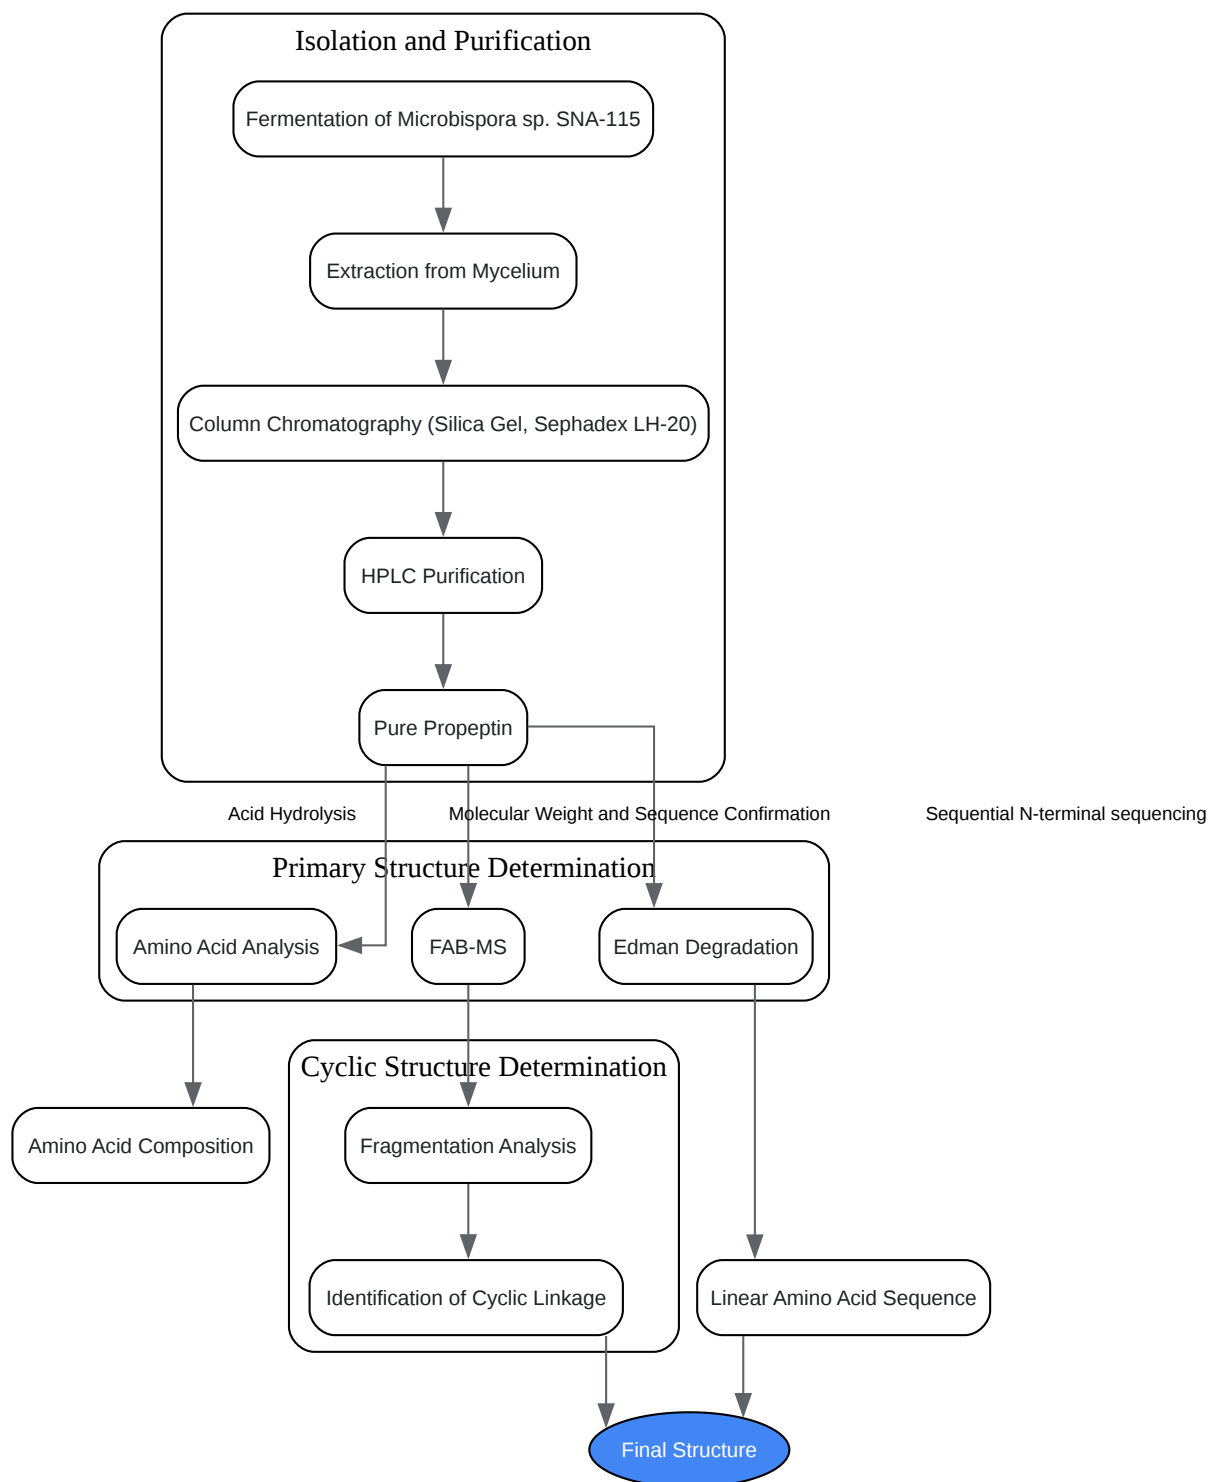 Isolation and Purification
Fermentation of Microbispora sp. SNA-115
Extraction from Mycelium
Column Chromatography (Silica Gel, Sephadex LH-20)
HPLC Purification
Pure Propeptin
Acid Hydrolysis
Molecular Weight and Sequence Confirmation
Sequential N-terminal sequencing
Primary Structure Determination
Amino Acid Analysis
FAB-MS
Edman Degradation
Cyclic Structure Determination
Amino Acid Composition
Fragmentation Analysis
Identification of Cyclic Linkage
Linear Amino Acid Sequence
Final Structure